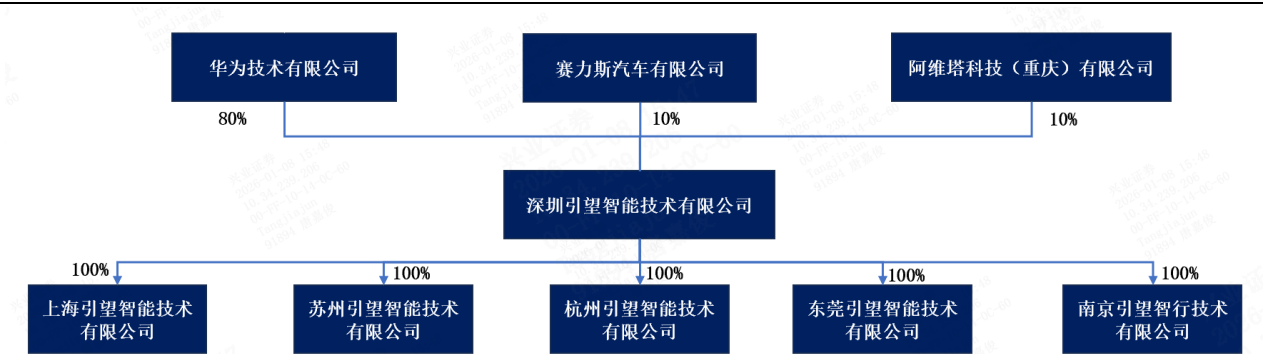 华为技术有限公司
赛力斯汽车有限公司
阿维塔科技（重庆）有限公司
80%
10%
10%
深圳引望智能技术有限公司
100%
100%
100%
100%
100%
上海引望智能技术
有限公司
苏州引望智能技术
有限公司
杭州引望智能技术
有限公司
东莞引望智能技术
有限公司
南京引望智行技术
有限公司